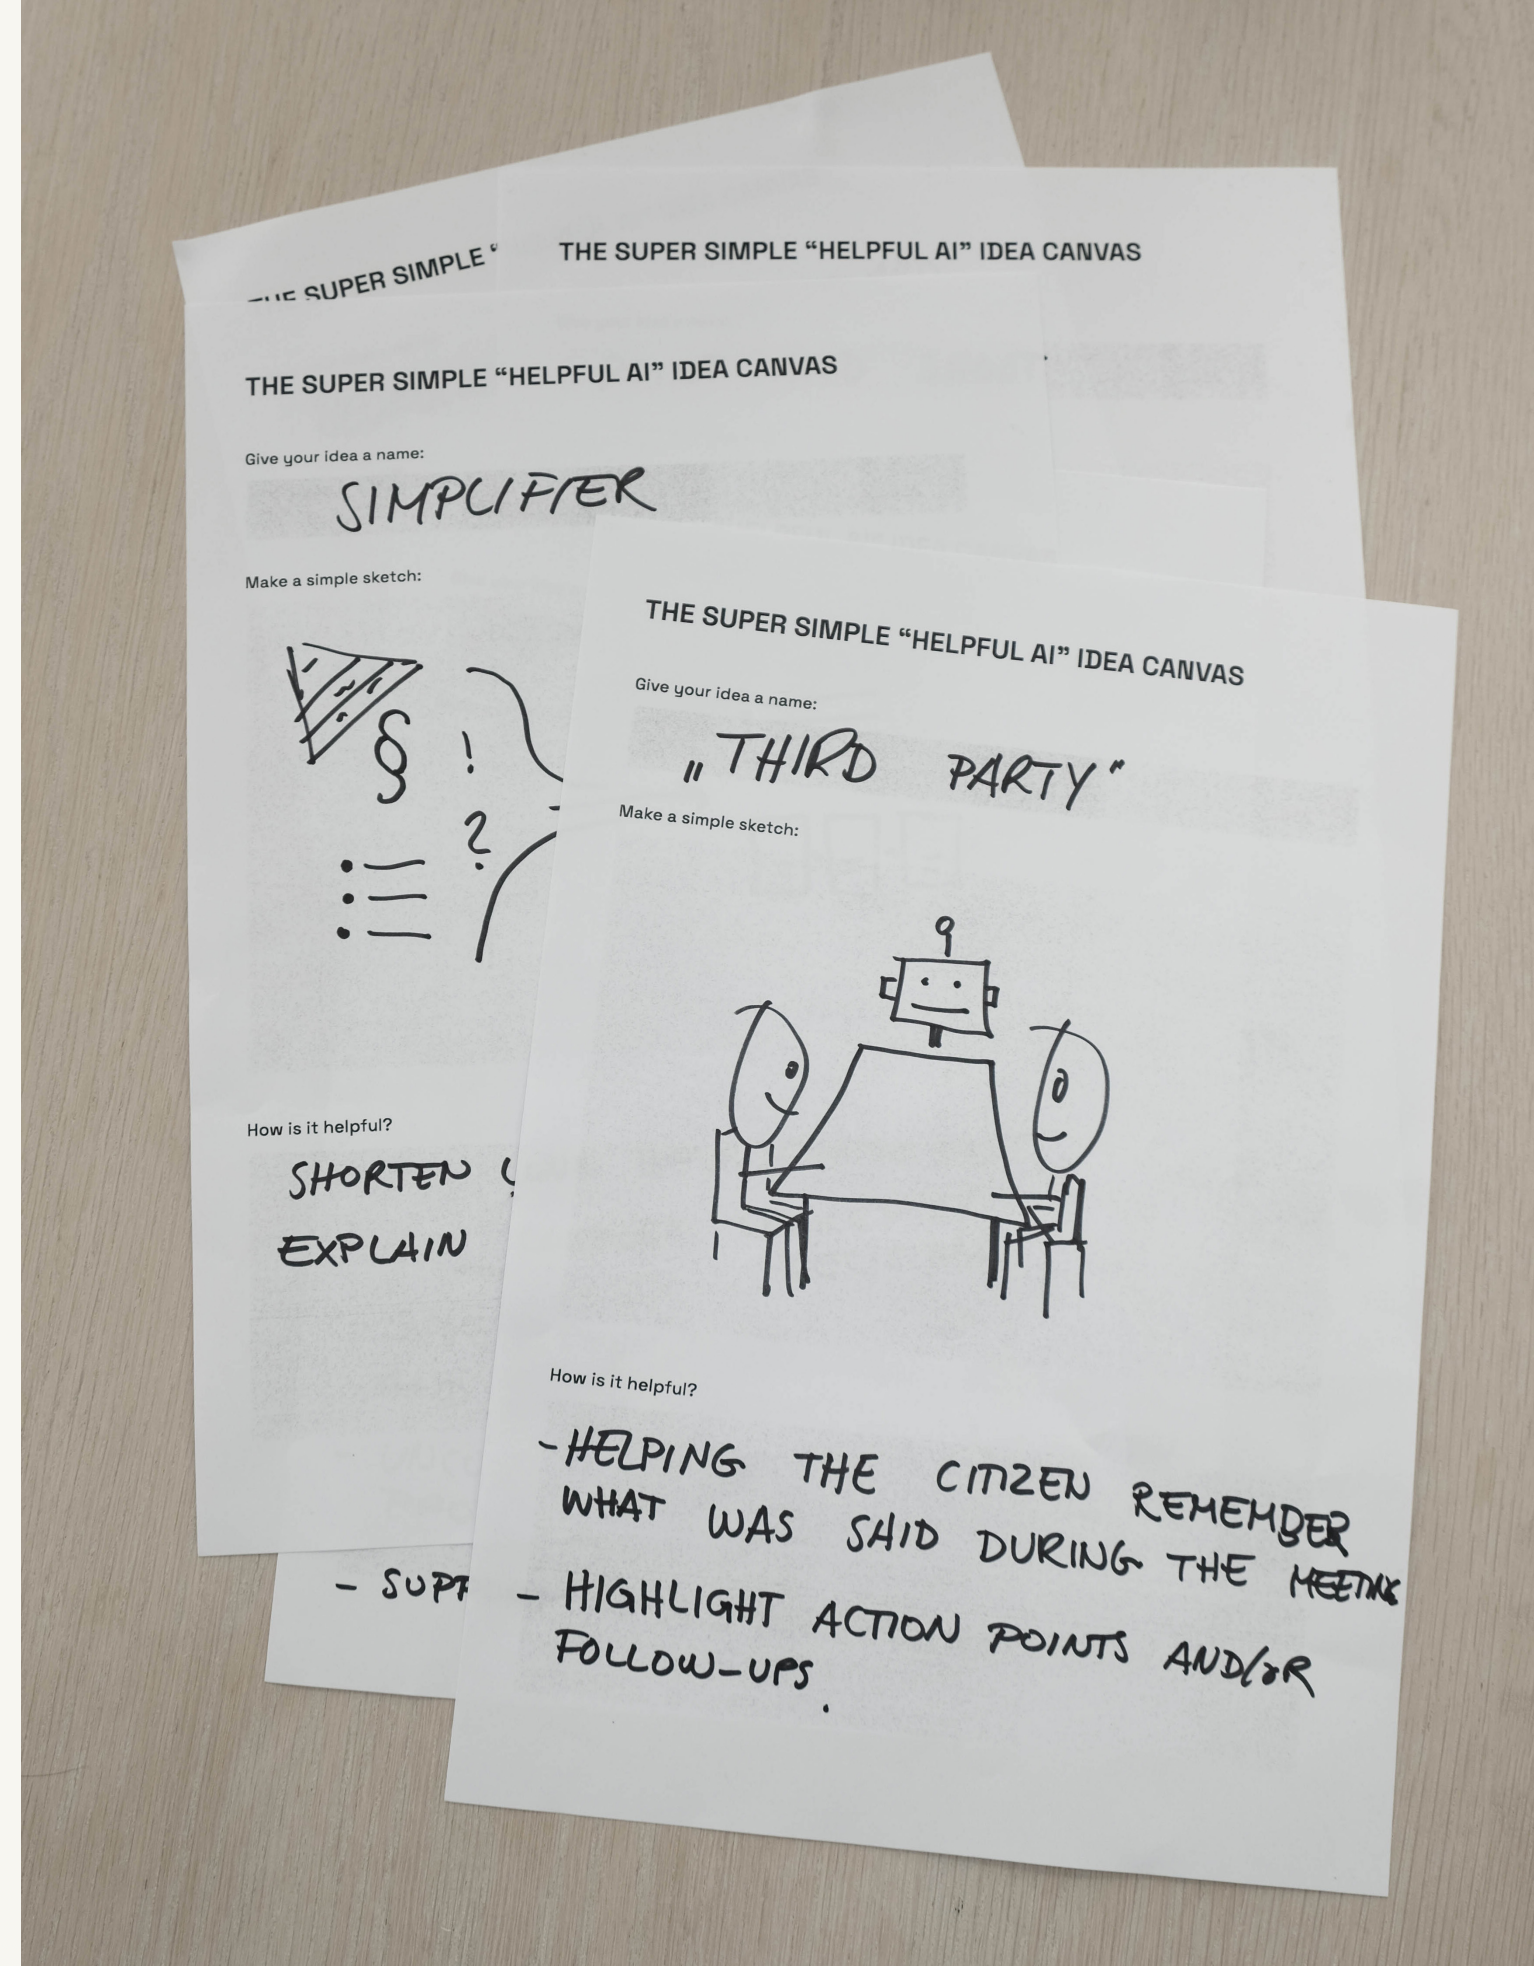 THE SUPER SIMPLE “
THE SUPER SIMPLE “HELPFUL AI” IDEA CANVAS
THE SUPER SIMPLE “HELPFUL AI” IDEA CANVAS
Give your idea a name:
SIMPLIFIER
Make a simple sketch:
§ !
?
How is it helpful?
SHORTEN
EXPLAIN
- SUPP
THE SUPER SIMPLE “HELPFUL AI” IDEA CANVAS
Give your idea a name:
„THIRD PARTY“
Make a simple sketch:
How is it helpful?
- HELPING THE CITIZEN REMEMBER
WHAT WAS SAID DURING THE MEETING
- HIGHLIGHT ACTION POINTS AND/OR
FOLLOW-UPS.